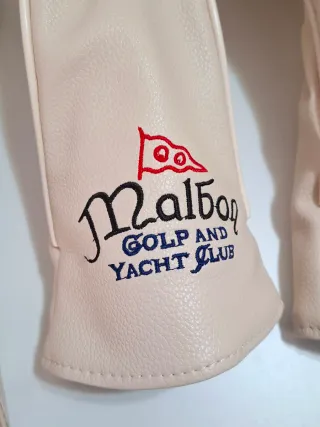 Malbon
GOLF AND
YACHT CLUB